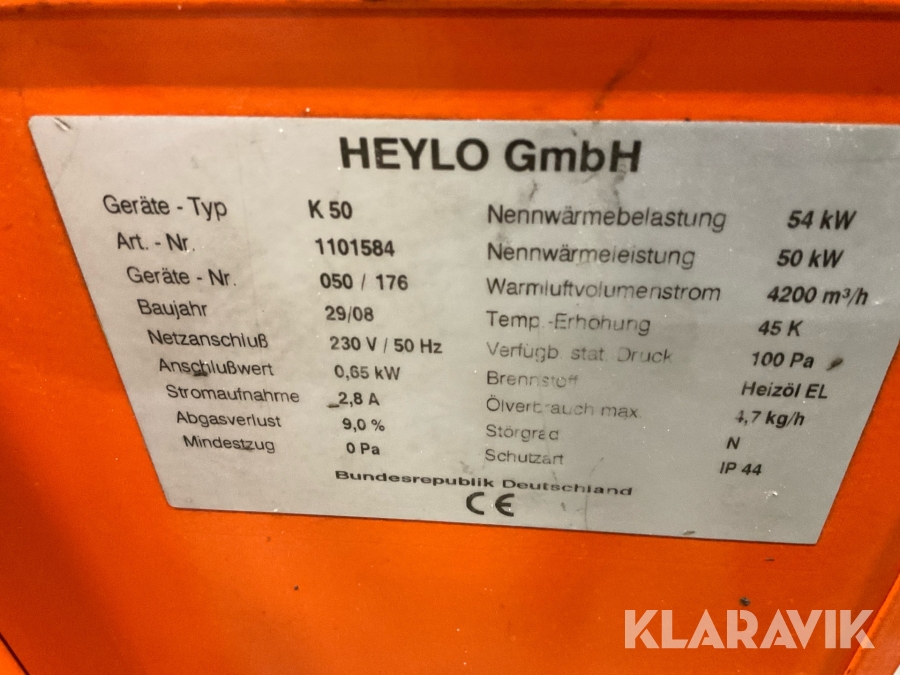 HEYLO GmbH
Geräte - Typ K 50
Art. - Nr. 1101584
Geräte - Nr. 050 / 176
Baujahr 29/08
Netzanschluß 230 V / 50 Hz
Anschlußwert 0,65 kW
Stromaufnahme 2,8 A
Abgasverlust 9,0 %
Mindestzug 0 Pa
Nennwärmebelastung 54 kW
Nennwärmeleistung 50 kW
Warmluftvolumenstrom 4200 m³/h
Temp.-Erhöhung 45 K
Verfügb. stat. Druck 100 Pa
Brennstoff Heizöl EL
Ölverbrauch max. 4,7 kg/h
Störgrad N
Schutzart IP 44
Bundesrepublik Deutschland
CE
KLARAVIK